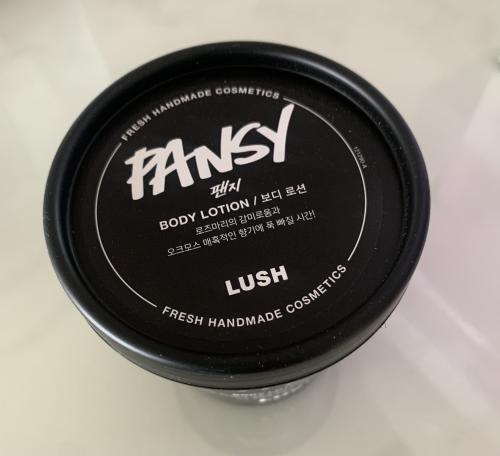 FRESH HANDMADE COSMETICS
PANSY
팬지
BODY LOTION / 보디 로션
로즈마리의 감미로움과
오크모스 매혹적인 향기에 푹 빠질 시간!
LUSH
FRESH HANDMADE COSMETICS